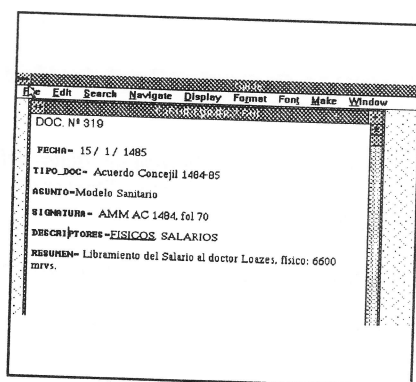 File Edit Search Navigate Display Format Font Make Window
DOC. Nº 319
FECHA- 15 / 1 / 1485
TIPO_DOC- Acuerdo Concejil 1484-85
ASUNTO-Modelo Sanitario
SIGNATURA- AMM AC 1484, fol 70
DESCRIPTORES-FISICOS, SALARIOS
RESUMEN- Libramiento del Salario al doctor Loazes, físico: 6600
mrvs.